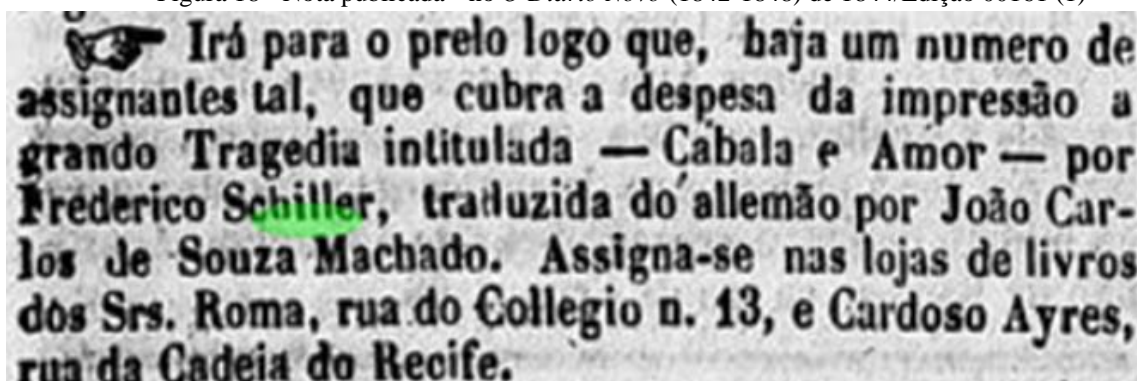 Irá para o prelo logo que, haja um numero de
assignantes tal, que cubra a despesa da impressão a
grando Tragedia intitulada — Cabala e Amor — por
Frederico Schiller, traduzida do allemão por João Car-
los de Souza Machado. Assigna-se nas lojas de livros
dos Srs. Roma, rua do Collegio n. 13, e Cardoso Ayres,
rua da Cadeia do Recife.